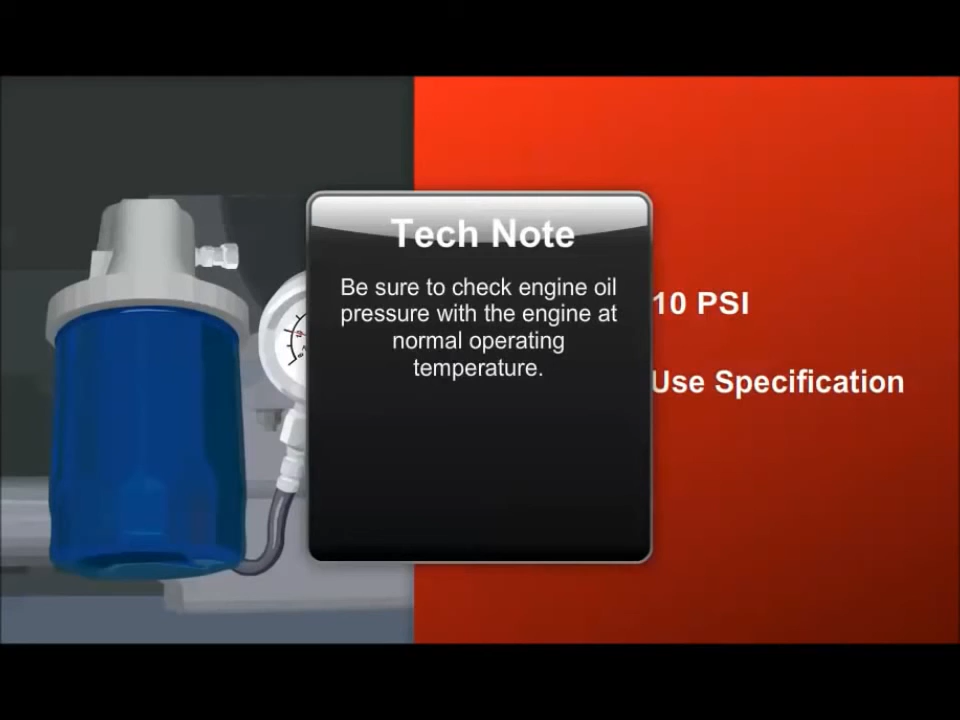 Tech Note
Be sure to check engine oil
pressure with the engine at
normal operating
temperature.
10 PSI
Use Specification